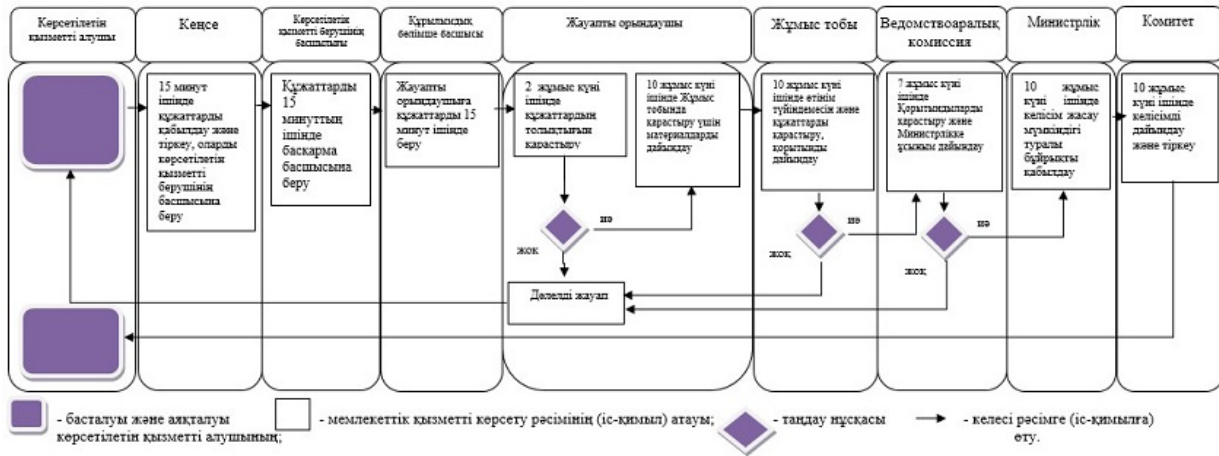 Көрсетілетін
қызметті алушы
Кеңсе
Көрсетілетін
қызметті берушінің
басшылығы
Құрылымдық
бөлімше басшысы
Жауапты орындаушы
Жұмыс тобы
Ведомствоаралық
комиссия
Министрлік
Комитет
15 минут
ішінде
құжаттарды
қабылдау және
тіркеу, оларды
көрсетілетін
қызметті
берушінің
басшысына
беру
Құжаттарды
15
минуттың
ішінде
басқарма
басшысына
беру
Жауапты
орындаушыға
құжаттарды 15
минут ішінде
беру
2 жұмыс күні
ішінде
құжаттардың
толықтығын
қарастыру
10 жұмыс күні
ішінде Жұмыс
тобында
қарастыру үшін
материалдарды
дайындау
10 жұмыс күні
ішінде өтінім
түйіндемесін және
құжаттарды
қарастыру,
қорытынды
дайындау
7 жұмыс күні
ішінде
Қорытындыларды
қарастыру және
Министрлікке
ұсыным дайындау
10 жұмыс
күні ішінде
келісім жасау
мүмкіндігі
туралы
бұйрықты
қабылдау
10 жұмыс
күні ішінде
келісімді
дайындау
және тіркеу
иә
жоқ
иә
жоқ
иә
жоқ
Дәлелді жауап
- басталуы және аяқталуы
көрсетілетін қызметті алушының;
- мемлекеттік қызметті көрсету рәсімінің (іс-қимыл) атауы;
- таңдау нұсқасы
- келесі рәсімге (іс-қимылға)
өту.